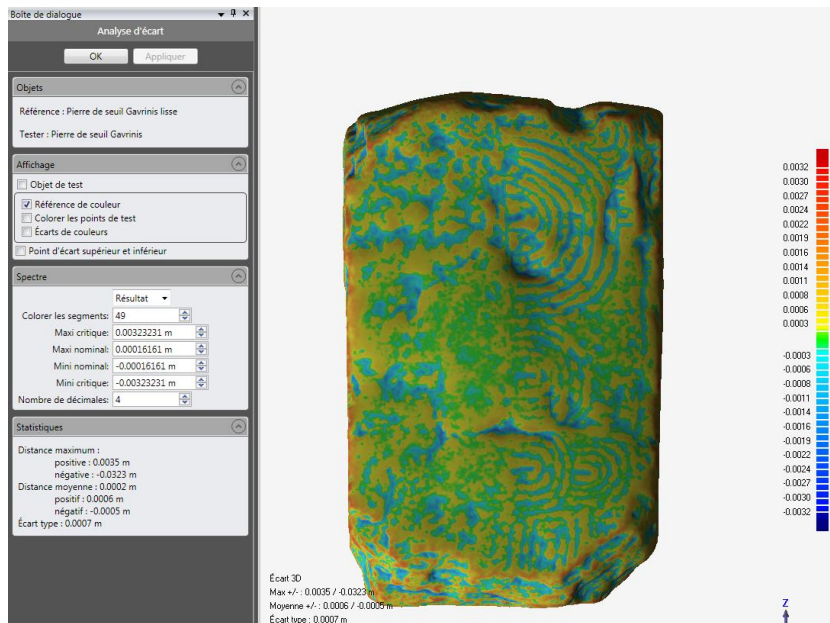 Boîte de dialogue
Analyse d'écart
OK Appliquer
Objets
Référence : Pierre de seuil Gavrinis lisse
Tester : Pierre de seuil Gavrinis
Affichage
Objet de test
Référence de couleur
Colorer les points de test
Écarts de couleurs
Point d'écart supérieur et inférieur
Spectre
Résultat
Colorer les segments: 49
Maxi critique: 0.00323231 m
Maxi nominal: 0.00016161 m
Mini nominal: -0.00016161 m
Mini critique: -0.00323231 m
Nombre de décimales: 4
Statistiques
Distance maximum :
positive : 0.0035 m
négative : -0.0323 m
Distance moyenne : 0.0002 m
positif : 0.0006 m
négatif : -0.0005 m
Écart type : 0.0007 m
Écart 3D
Max +/- : 0.0035 / -0.0323 m
Moyenne +/- : 0.0006 / -0.0005 m
Écart type : 0.0007 m
0.0032
0.0030
0.0027
0.0024
0.0022
0.0019
0.0016
0.0014
0.0011
0.0008
0.0006
0.0003
-0.0003
-0.0006
-0.0008
-0.0011
-0.0014
-0.0016
-0.0019
-0.0022
-0.0024
-0.0027
-0.0030
-0.0032
Z